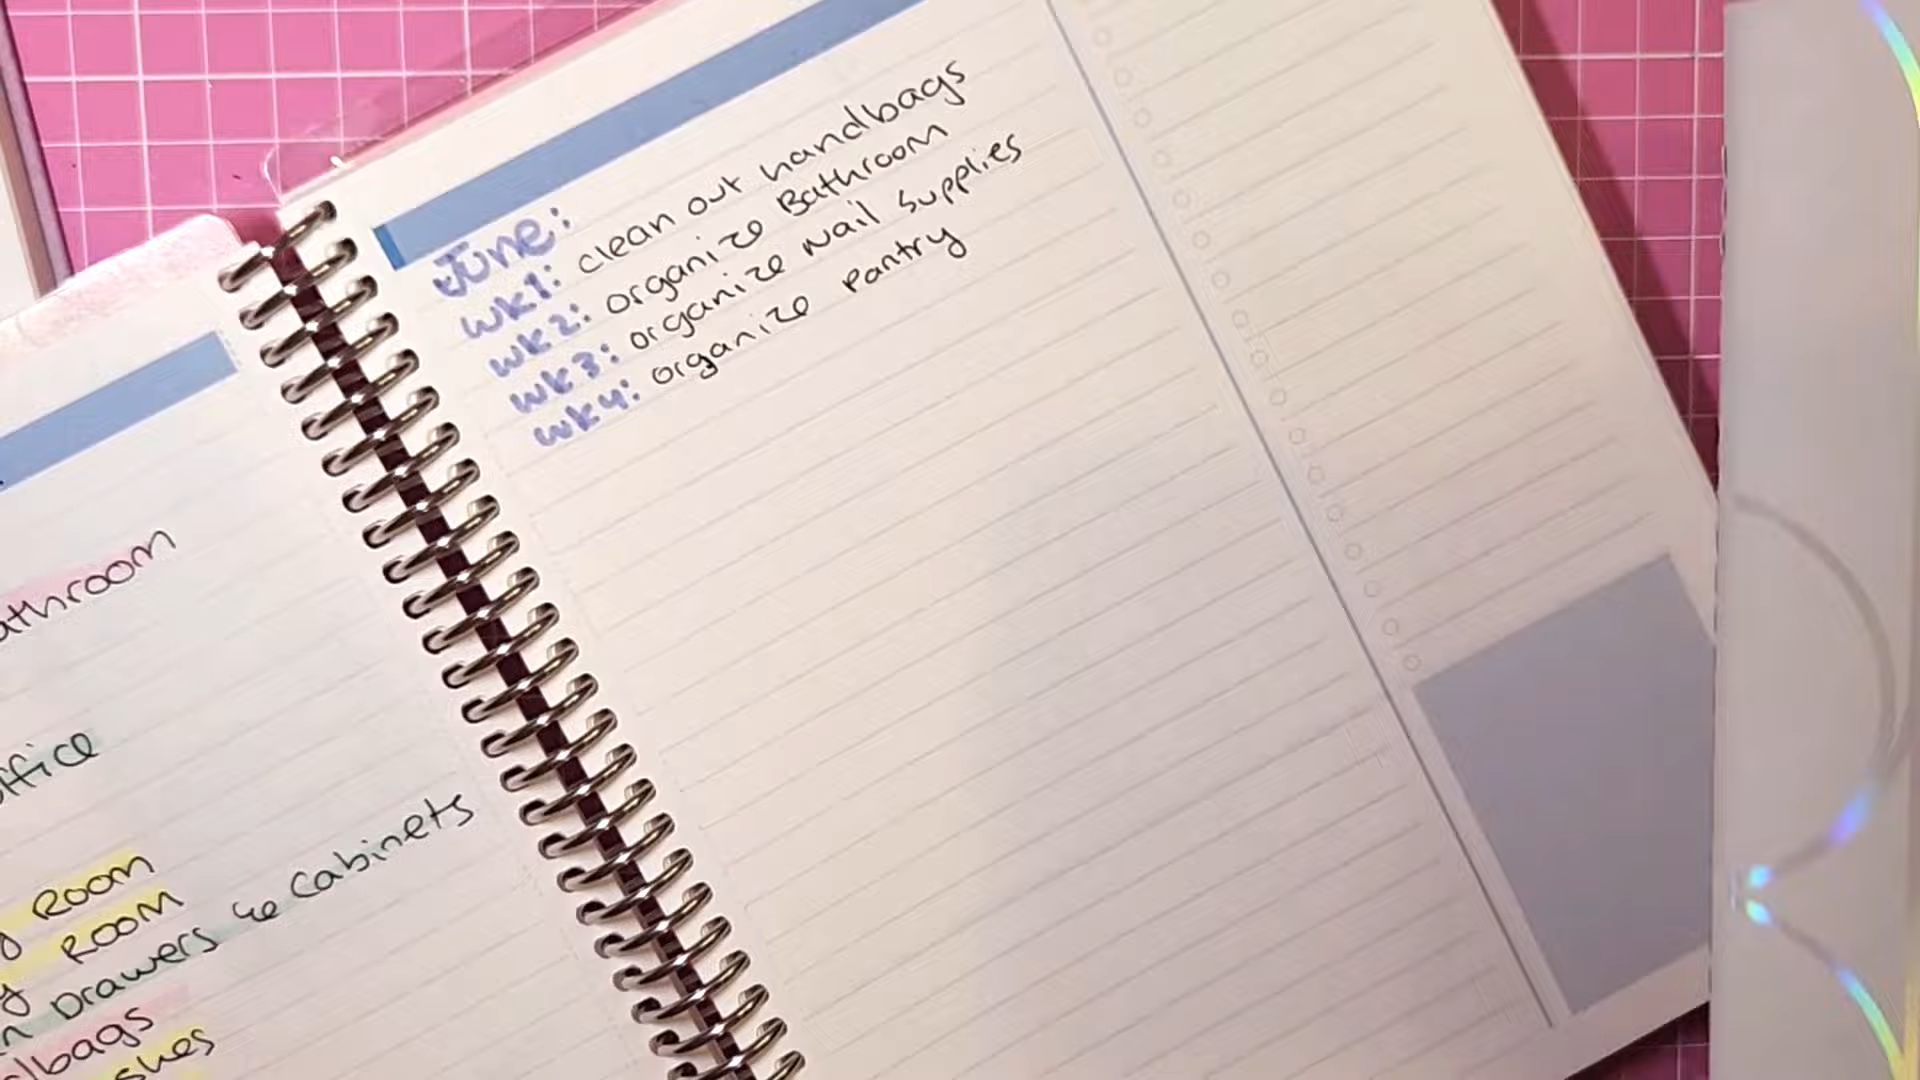 athroom
ffice
Room
y Room
n Drawers & Cabinets
lbags
shes
June:
wk1: clean out handbags
wk2: organize Bathroom
wk3: organize nail supplies
wk4: organize pantry